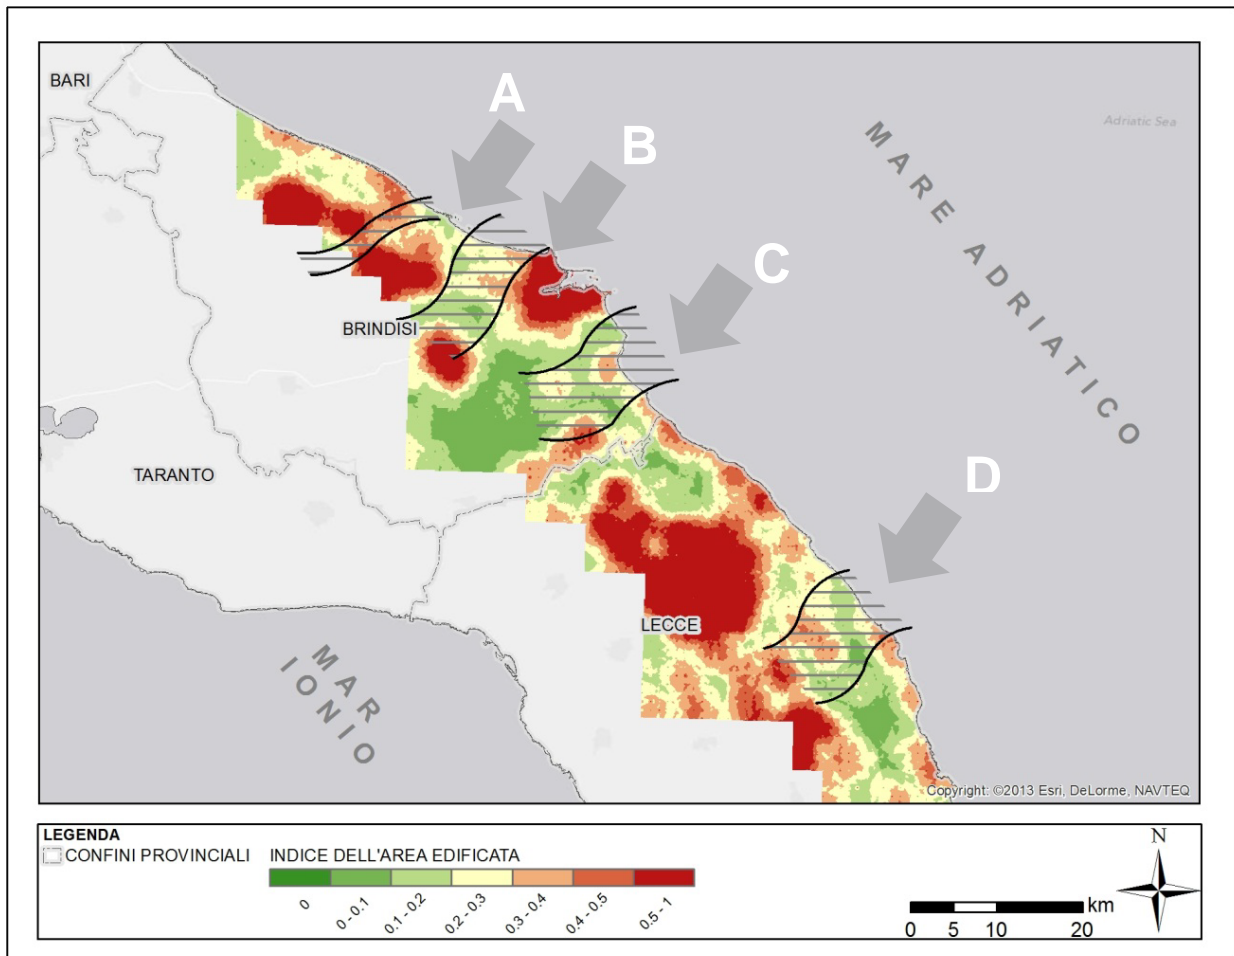 BARI
A
B
Adriatic Sea
MARE ADRIATICO
C
BRINDISI
TARANTO
D
LECCE
MAR
IONIO
Copyright: ©2013 Esri, DeLorme, NAVTEQ
LEGENDA
CONFINI PROVINCIALI
INDICE DELL'AREA EDIFICATA
0
0 - 0.1
0.1 - 0.2
0.2 - 0.3
0.3 - 0.4
0.4 - 0.5
0.5 - 1
N
km
0 5 10 20